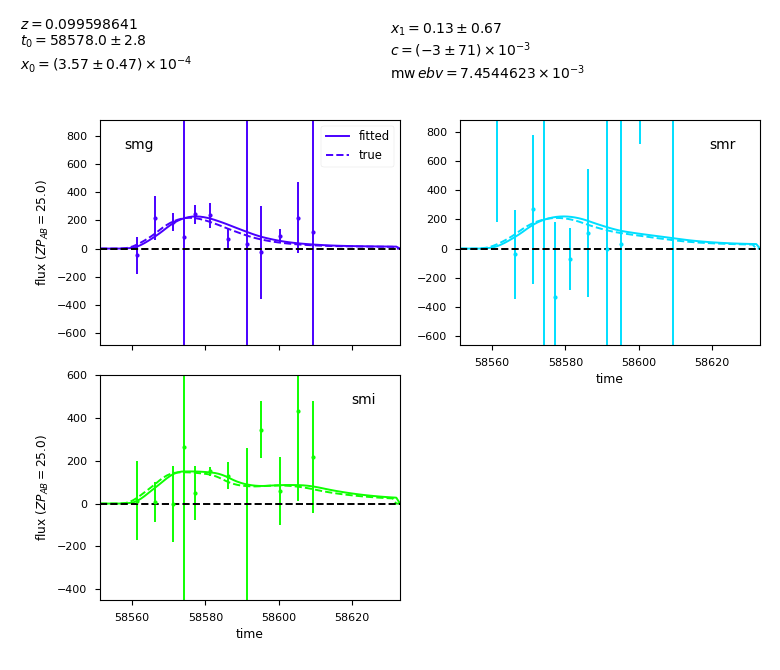 z = 0.099598641
t₀ = 58578.0 ± 2.8
x₀ = (3.57 ± 0.47) × 10⁻⁴
x₁ = 0.13 ± 0.67
c = (−3 ± 71) × 10⁻³
mw ebv = 7.4544623 × 10⁻³
smg
fitted
true
800
600
400
200
0
−200
−400
−600
flux (ZP_AB = 25.0)
smr
800
600
400
200
0
−200
−400
−600
58560 58580 58600 58620
time
smi
600
400
200
0
−200
−400
flux (ZP_AB = 25.0)
58560 58580 58600 58620
time